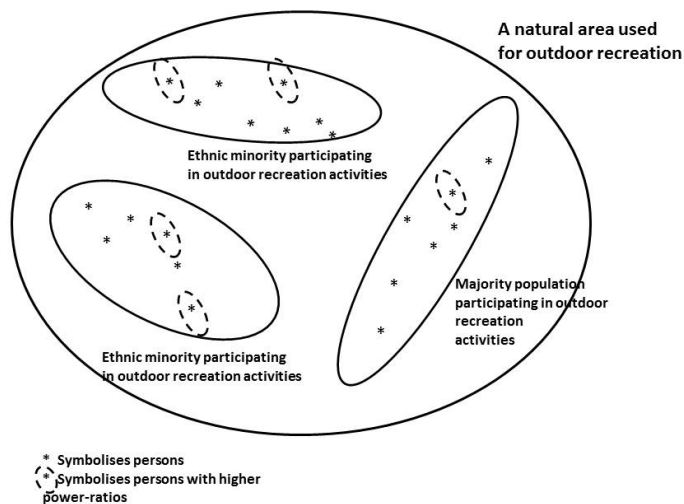 A natural area used
for outdoor recreation
Ethnic minority participating
in outdoor recreation activities
Majority population
participating in outdoor
recreation
activities
Ethnic minority participating
in outdoor recreation activities
* Symbolises persons
* Symbolises persons with higher
power-ratios